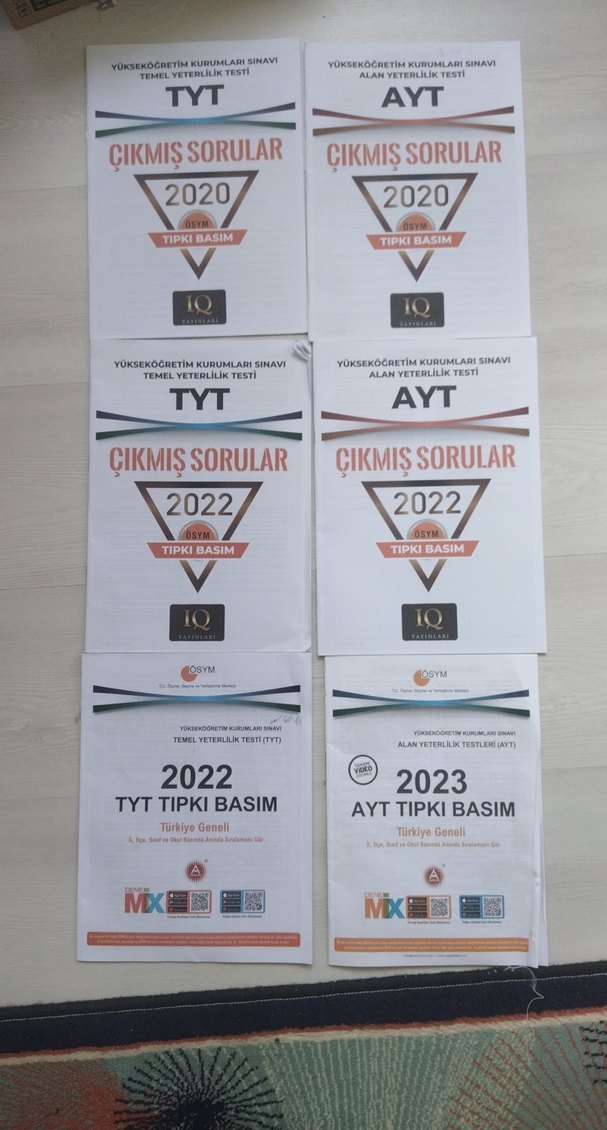 YÜKSEKÖĞRETİM KURUMLARI SINAVI
TEMEL YETERLİLİK TESTİ
TYT
ÇIKMIŞ SORULAR
2020
ÖSYM
TIPKI BASIM
IQ
YAYINLARI
YÜKSEKÖĞRETİM KURUMLARI SINAVI
ALAN YETERLİLİK TESTİ
AYT
ÇIKMIŞ SORULAR
2020
ÖSYM
TIPKI BASIM
IQ
YAYINLARI
YÜKSEKÖĞRETİM KURUMLARI SINAVI
TEMEL YETERLİLİK TESTİ
TYT
ÇIKMIŞ SORULAR
2022
ÖSYM
TIPKI BASIM
IQ
YAYINLARI
YÜKSEKÖĞRETİM KURUMLARI SINAVI
ALAN YETERLİLİK TESTİ
AYT
ÇIKMIŞ SORULAR
2022
ÖSYM
TIPKI BASIM
IQ
YAYINLARI
ÖSYM
T.C. Ölçme, Seçme ve Yerleştirme Merkezi
YÜKSEKÖĞRETİM KURUMLARI SINAVI
TEMEL YETERLİLİK TESTİ (TYT)
2022
TYT TIPKI BASIM
Türkiye Geneli
İl, İlçe, Sınıf ve Okul Bazında Anında Sıralamanı Gör
A
DENE
MiX
ÖSYM
T.C. Ölçme, Seçme ve Yerleştirme Merkezi
YÜKSEKÖĞRETİM KURUMLARI SINAVI
ALAN YETERLİLİK TESTLERİ (AYT)
TAMAMI
VİDEO
ÇÖZÜMLÜ
2023
AYT TIPKI BASIM
Türkiye Geneli
İl, İlçe, Sınıf ve Okul Bazında Anında Sıralamanı Gör
A
DENE
MiX